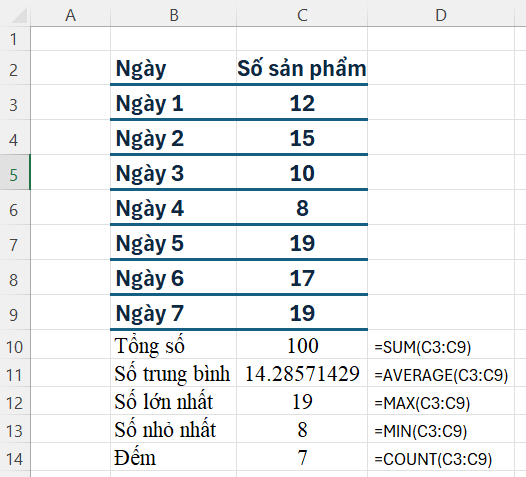 A B C D
1
2 Ngày Số sản phẩm
3 Ngày 1 12
4 Ngày 2 15
5 Ngày 3 10
6 Ngày 4 8
7 Ngày 5 19
8 Ngày 6 17
9 Ngày 7 19
10 Tổng số 100 =SUM(C3:C9)
11 Số trung bình 14.28571429 =AVERAGE(C3:C9)
12 Số lớn nhất 19 =MAX(C3:C9)
13 Số nhỏ nhất 8 =MIN(C3:C9)
14 Đếm 7 =COUNT(C3:C9)